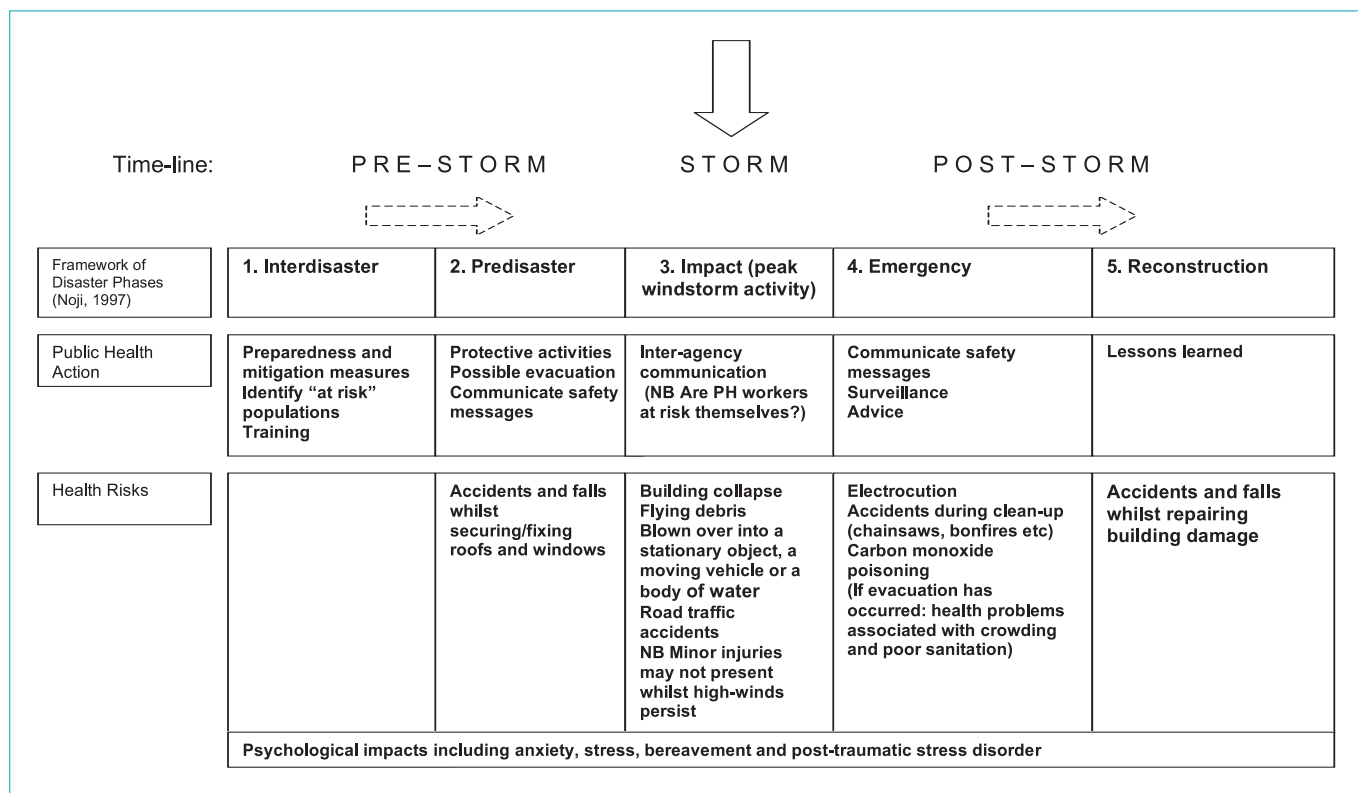 Time-line:
PRE–STORM
STORM
POST–STORM
Framework of
Disaster Phases
(Noji, 1997)
1. Interdisaster
2. Predisaster
3. Impact (peak
windstorm activity)
4. Emergency
5. Reconstruction
Public Health
Action
Preparedness and
mitigation measures
Identify “at risk”
populations
Training
Protective activities
Possible evacuation
Communicate safety
messages
Inter-agency
communication
(NB Are PH workers
at risk themselves?)
Communicate safety
messages
Surveillance
Advice
Lessons learned
Health Risks
Accidents and falls
whilst
securing/fixing
roofs and windows
Building collapse
Flying debris
Blown over into a
stationary object, a
moving vehicle or a
body of water
Road traffic
accidents
NB Minor injuries
may not present
whilst high-winds
persist
Electrocution
Accidents during clean-up
(chainsaws, bonfires etc)
Carbon monoxide
poisoning
(If evacuation has
occurred: health problems
associated with crowding
and poor sanitation)
Accidents and falls
whilst repairing
building damage
Psychological impacts including anxiety, stress, bereavement and post-traumatic stress disorder